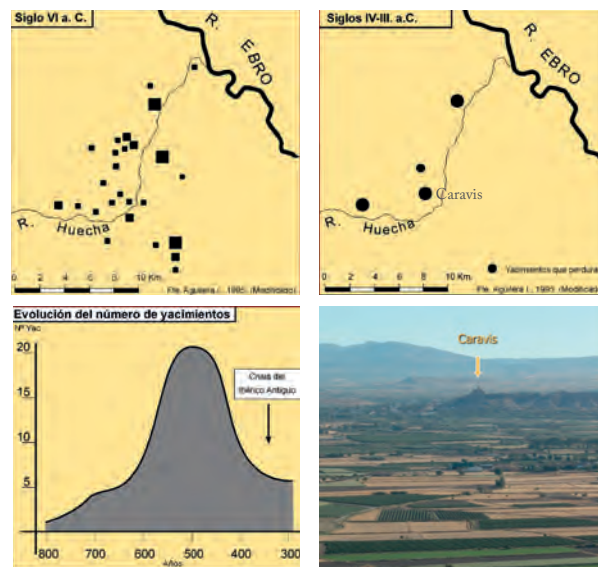 Siglo VI a. C.
R. EBRO
R. Huecha
0 2 4 6 8 10 Km.
Fte. Aguilera I., 1995. (Modificado)
Siglos IV-III. a.C.
R. EBRO
Caravis
R. Huecha
Yacimientos que perduran
0 2 4 6 8 10 Km.
Fte. Aguilera I., 1995. (Modificado)
Evolución del número de yacimientos
Nº Yac
20
15
10
5
Crisis del
Ibérico Antiguo
800 700 600 500 400 300
Años
Caravis